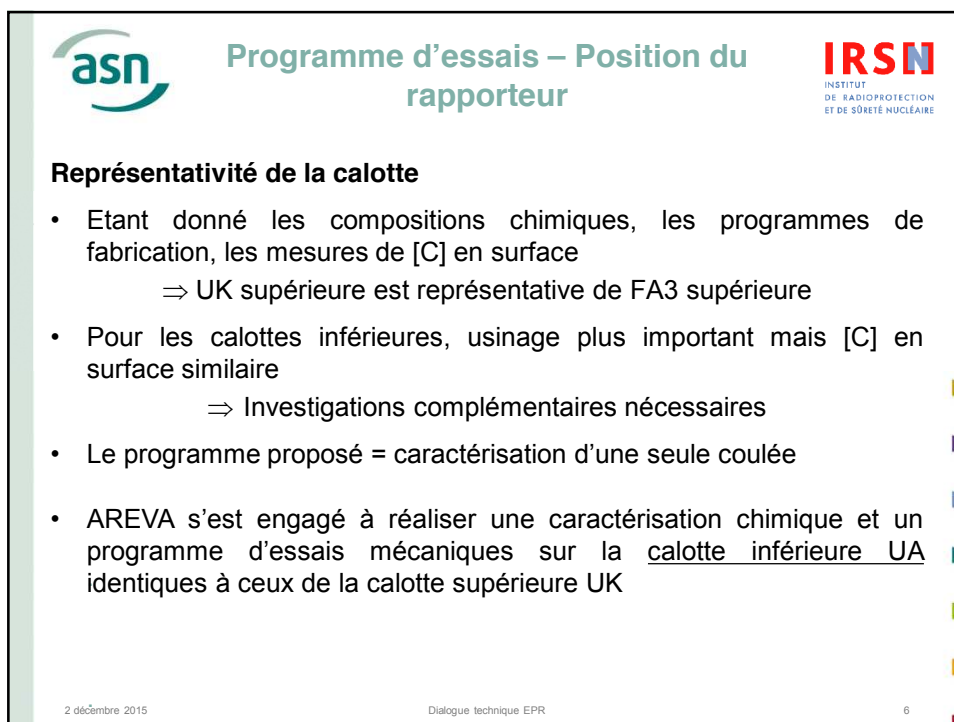 asn
Programme d'essais – Position du
rapporteur
IRSN
INSTITUT
DE RADIOPROTECTION
ET DE SÛRETÉ NUCLÉAIRE
Représentativité de la calotte
• Etant donné les compositions chimiques, les programmes de
fabrication, les mesures de [C] en surface
⇒ UK supérieure est représentative de FA3 supérieure
• Pour les calottes inférieures, usinage plus important mais [C] en
surface similaire
⇒ Investigations complémentaires nécessaires
• Le programme proposé = caractérisation d'une seule coulée
• AREVA s'est engagé à réaliser une caractérisation chimique et un
programme d'essais mécaniques sur la calotte inférieure UA
identiques à ceux de la calotte supérieure UK
2 décembre 2015
Dialogue technique EPR
6